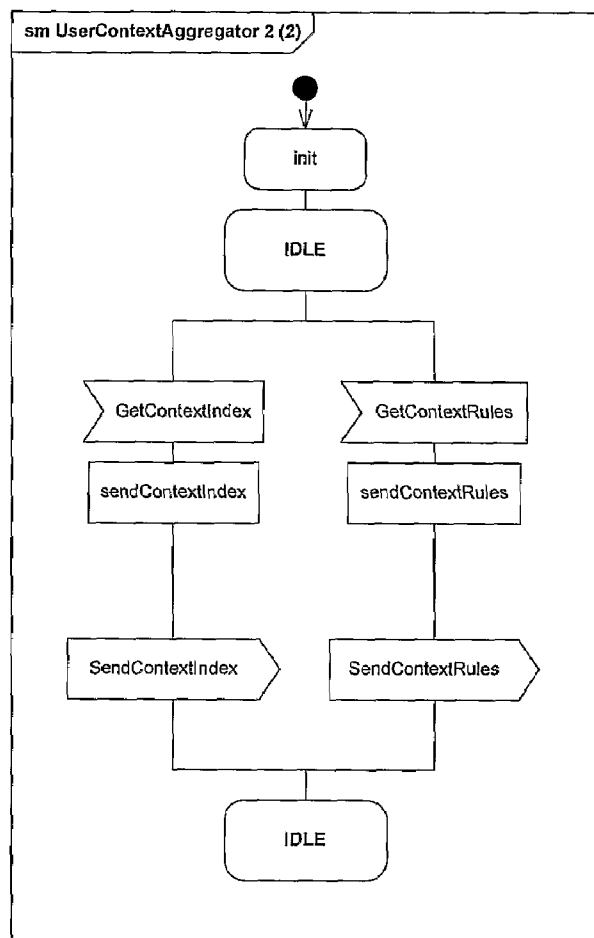 sm UserContextAggregator 2 (2)
init
IDLE
GetContextIndex
GetContextRules
sendContextIndex
sendContextRules
SendContextIndex
SendContextRules
IDLE